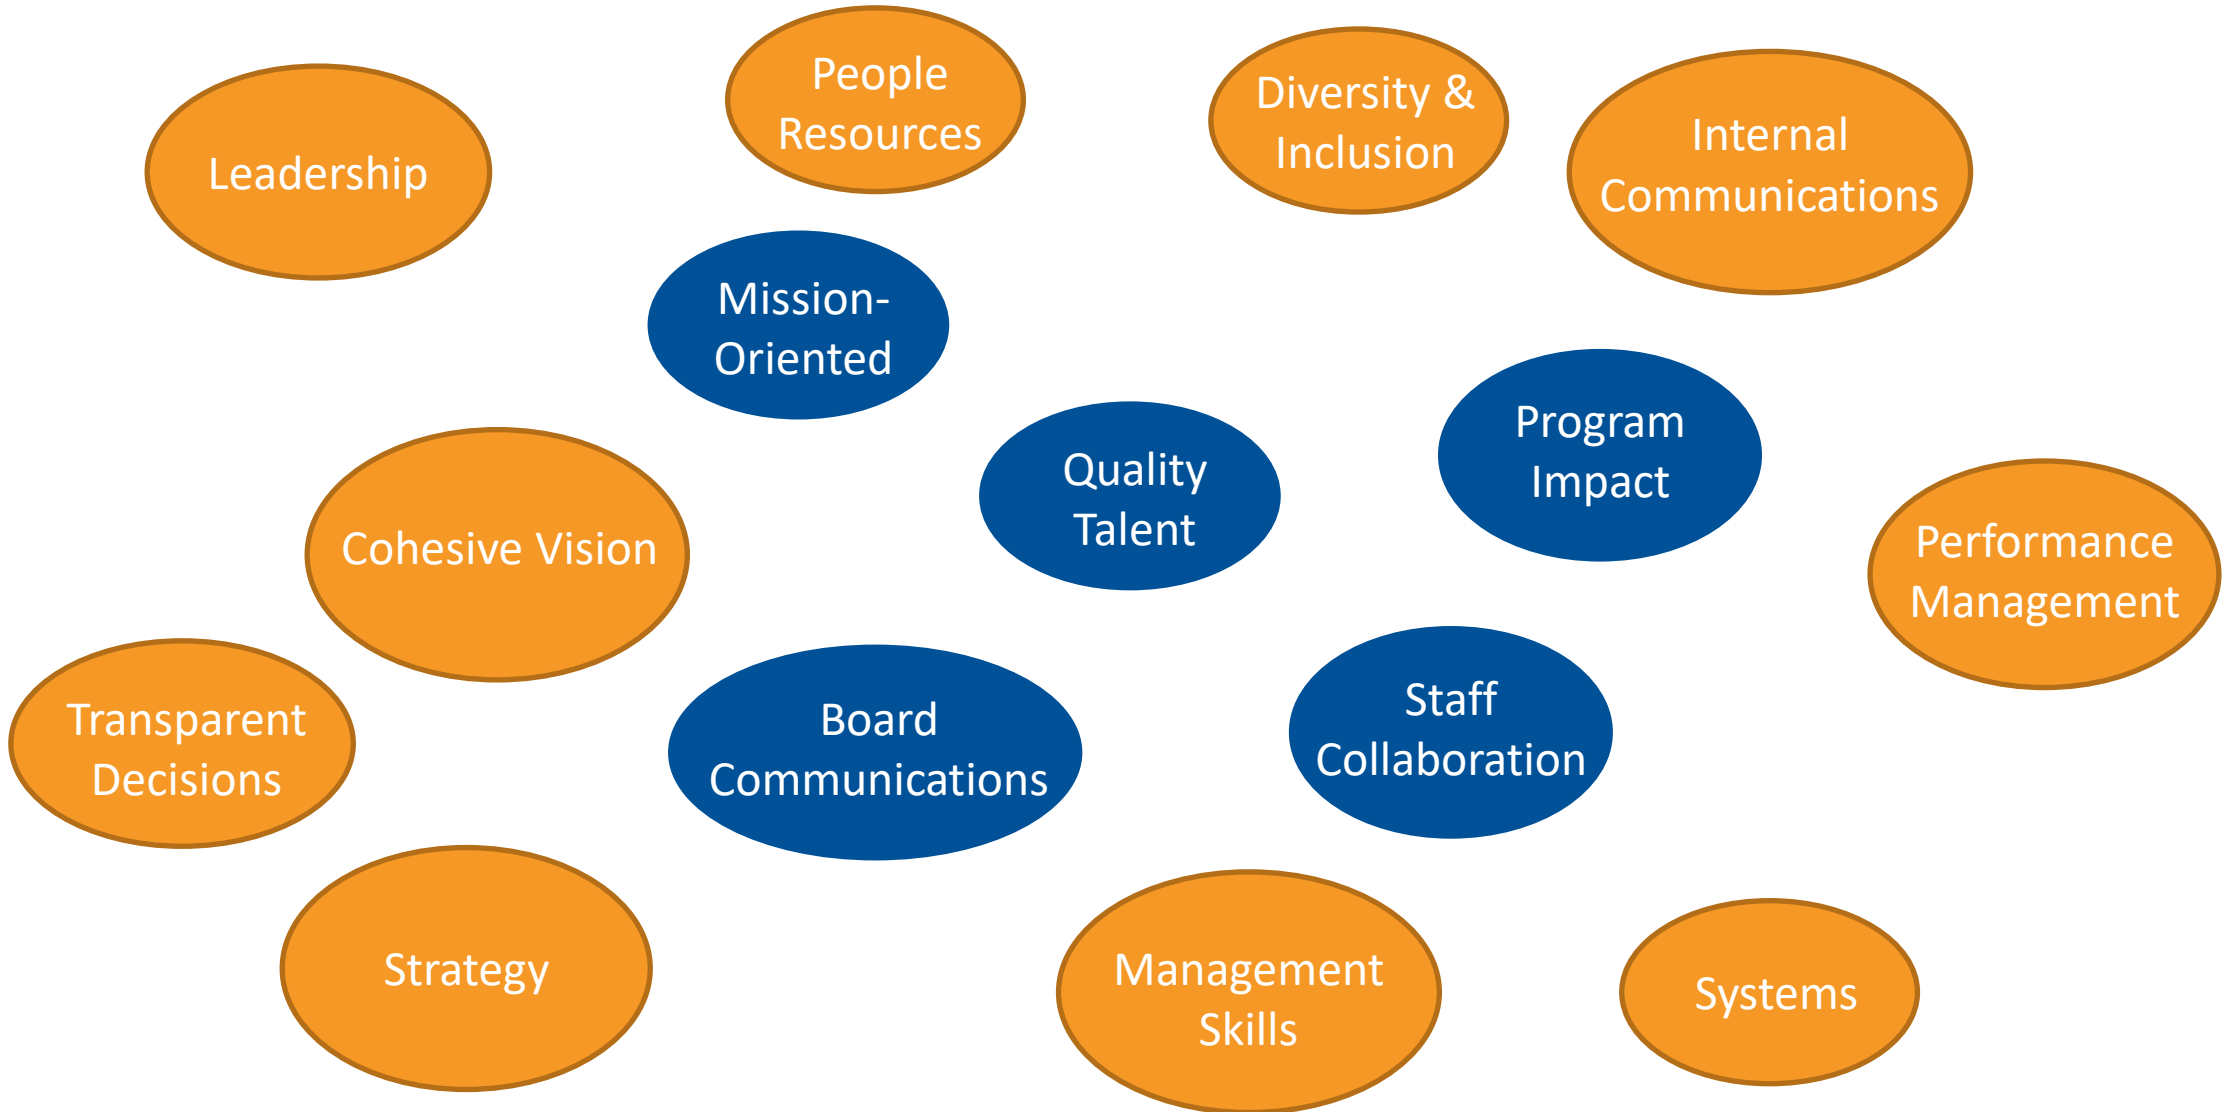 Leadership
People
Resources
Diversity &
Inclusion
Internal
Communications
Mission-
Oriented
Quality
Talent
Program
Impact
Cohesive Vision
Performance
Management
Transparent
Decisions
Board
Communications
Staff
Collaboration
Strategy
Management
Skills
Systems